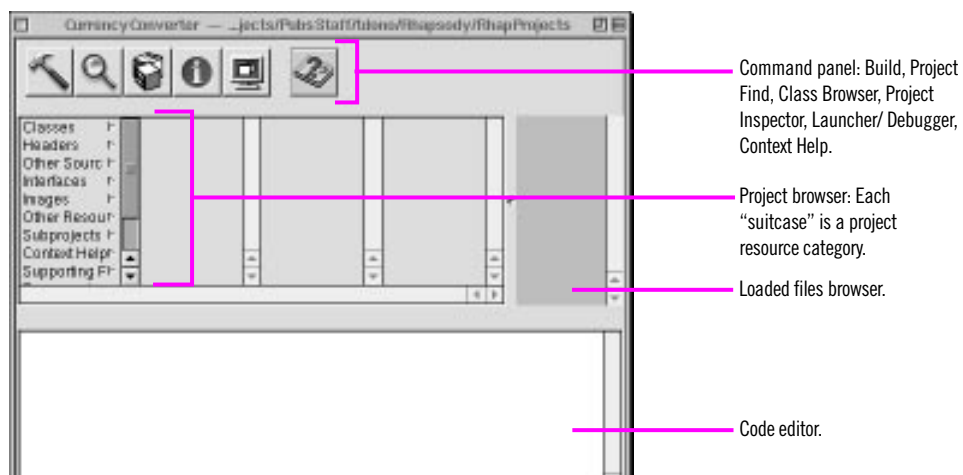 CurrencyConverter — ...jects/PubsStaff/tdeno/Rhapsody/RhapProjects
Command panel: Build, Project
Find, Class Browser, Project
Inspector, Launcher/ Debugger,
Context Help.
Classes
Headers
Other Sourc
Interfaces
Images
Other Resour
Subprojects
Context Help
Supporting F
Project browser: Each
“suitcase” is a project
resource category.
Loaded files browser.
Code editor.